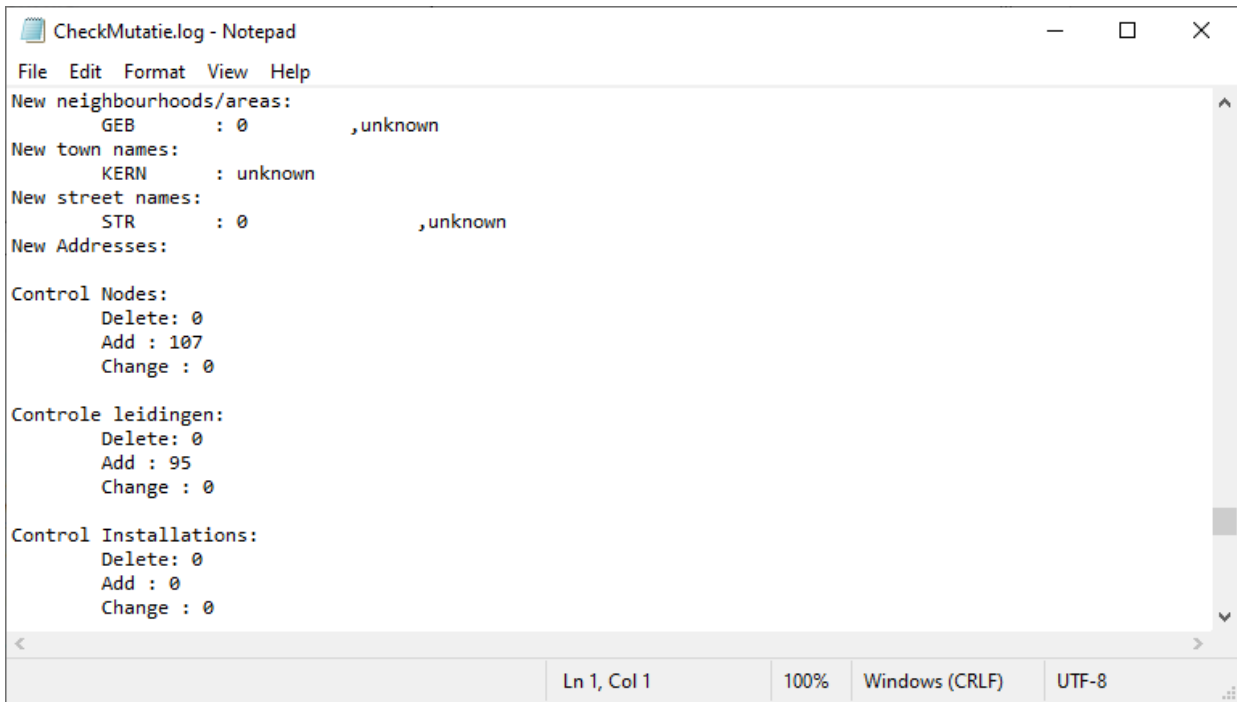 CheckMutatie.log - Notepad
File Edit Format View Help
New neighbourhoods/areas:
GEB : 0 ,unknown
New town names:
KERN : unknown
New street names:
STR : 0 ,unknown
New Addresses:
Control Nodes:
Delete: 0
Add : 107
Change : 0
Controle leidingen:
Delete: 0
Add : 95
Change : 0
Control Installations:
Delete: 0
Add : 0
Change : 0
Ln 1, Col 1 100% Windows (CRLF) UTF-8